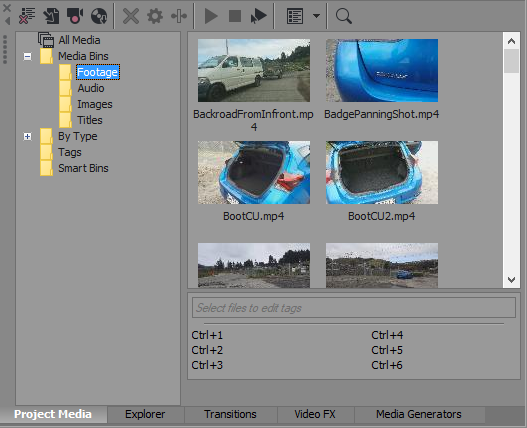 All Media
Media Bins
Footage
Audio
Images
Titles
By Type
Tags
Smart Bins
BackroadFromInfront.mp
4
BadgePanningShot.mp4
BootCU.mp4
BootCU2.mp4
Select files to edit tags
Ctrl+1
Ctrl+4
Ctrl+2
Ctrl+5
Ctrl+3
Ctrl+6
Project Media
Explorer
Transitions
Video FX
Media Generators